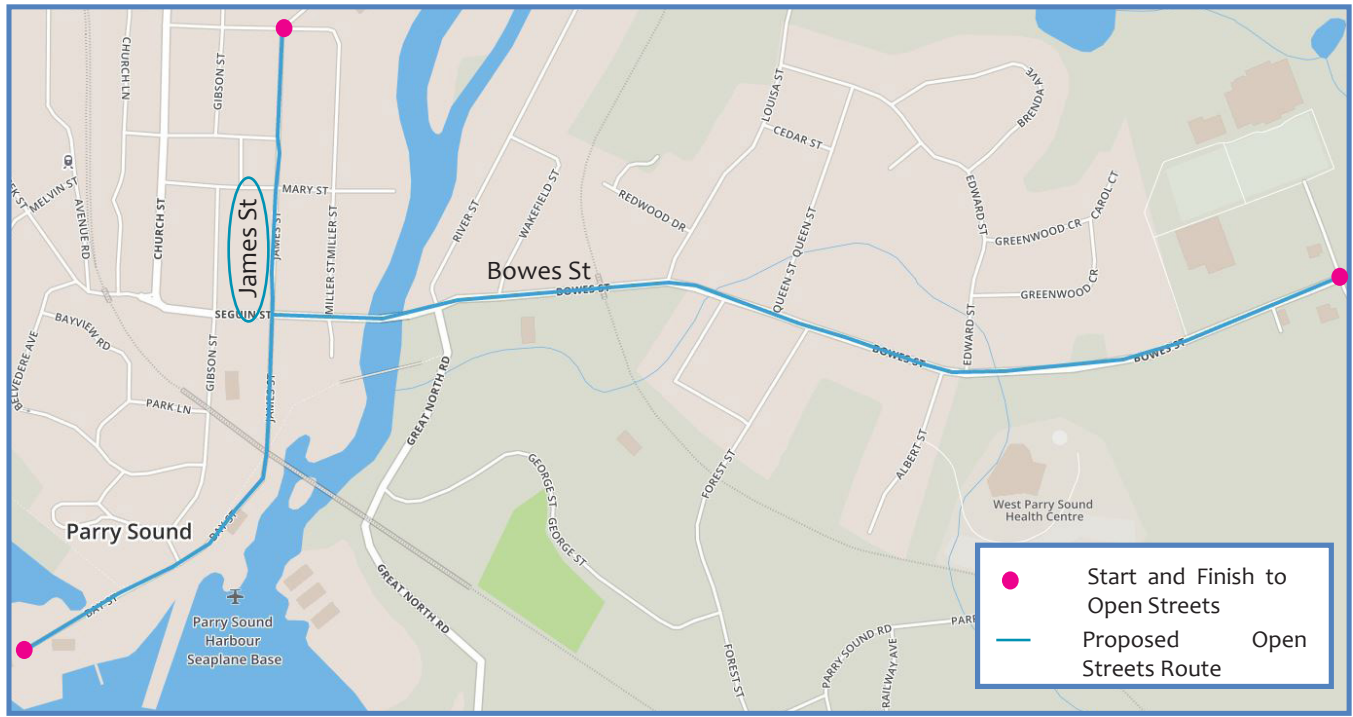 CHURCH LN
GIBSON ST
LOUISA ST
BRENDA AVE
CEDAR ST
MELVIN ST
EK ST
AVENUE RD
CHURCH ST
James St
JAMES ST
MARY ST
MILLER ST
MILLER ST
RIVER ST
WAKEFIELD ST
REDWOOD DR
QUEEN ST
QUEEN ST
EDWARD ST
GREENWOOD CR
CAROL CT
Bowes St
BOWES ST
GREENWOOD CR
SEGUIN ST
BAYVIEW RD
BELVEDERE AVE
GIBSON ST
EDWARD ST
BOWES ST
BOWES ST
PARK LN
JAMES ST
GREAT NORTH RD
ALBERT ST
FOREST ST
GEORGE ST
GEORGE ST
West Parry Sound
Health Centre
Parry Sound
BAY ST
BAY ST
GREAT NORTH RD
Parry Sound
Harbour
Seaplane Base
FOREST ST
PARRY SOUND RD
PARR
RAILWAY AVE
Start and Finish to
Open Streets
Proposed Open
Streets Route